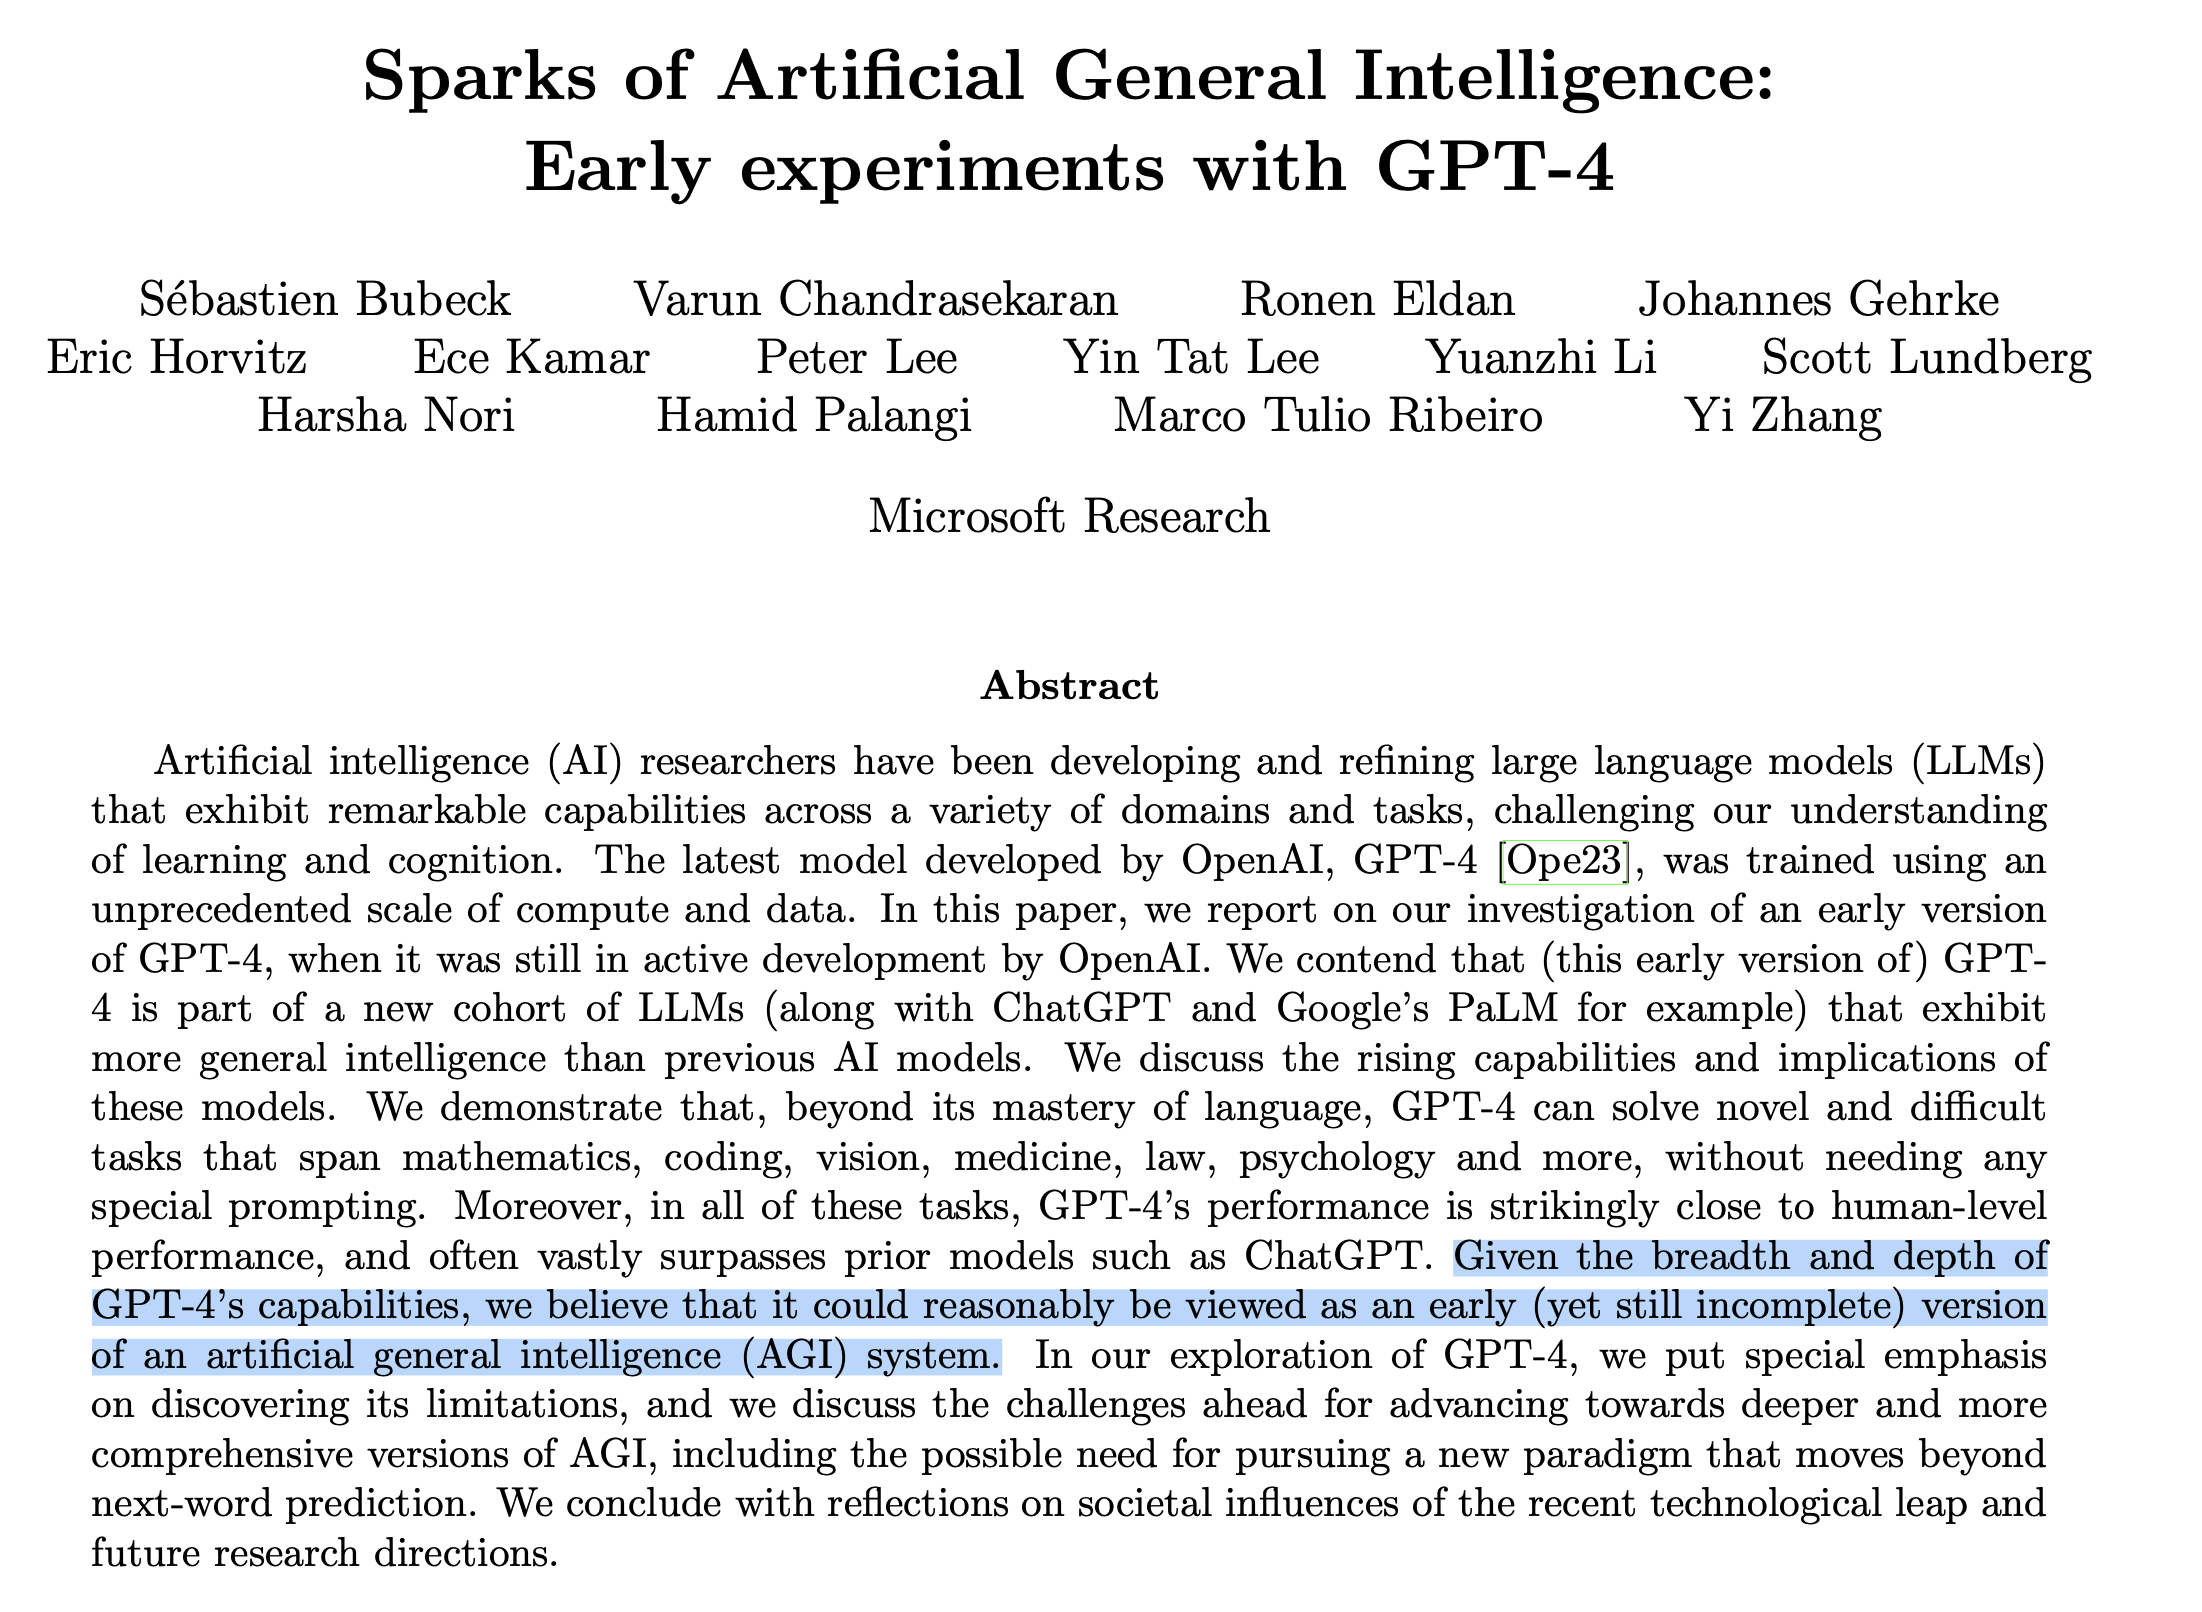 Sparks of Artificial General Intelligence:
Early experiments with GPT-4
Sébastien Bubeck Varun Chandrasekaran Ronen Eldan Johannes Gehrke
Eric Horvitz Ece Kamar Peter Lee Yin Tat Lee Yuanzhi Li Scott Lundberg
Harsha Nori Hamid Palangi Marco Tulio Ribeiro Yi Zhang
Microsoft Research
Abstract
Artificial intelligence (AI) researchers have been developing and refining large language models (LLMs)
that exhibit remarkable capabilities across a variety of domains and tasks, challenging our understanding
of learning and cognition. The latest model developed by OpenAI, GPT-4 [Ope23], was trained using an
unprecedented scale of compute and data. In this paper, we report on our investigation of an early version
of GPT-4, when it was still in active development by OpenAI. We contend that (this early version of) GPT-
4 is part of a new cohort of LLMs (along with ChatGPT and Google's PaLM for example) that exhibit
more general intelligence than previous AI models. We discuss the rising capabilities and implications of
these models. We demonstrate that, beyond its mastery of language, GPT-4 can solve novel and difficult
tasks that span mathematics, coding, vision, medicine, law, psychology and more, without needing any
special prompting. Moreover, in all of these tasks, GPT-4's performance is strikingly close to human-level
performance, and often vastly surpasses prior models such as ChatGPT. Given the breadth and depth of
GPT-4's capabilities, we believe that it could reasonably be viewed as an early (yet still incomplete) version
of an artificial general intelligence (AGI) system. In our exploration of GPT-4, we put special emphasis
on discovering its limitations, and we discuss the challenges ahead for advancing towards deeper and more
comprehensive versions of AGI, including the possible need for pursuing a new paradigm that moves beyond
next-word prediction. We conclude with reflections on societal influences of the recent technological leap and
future research directions.